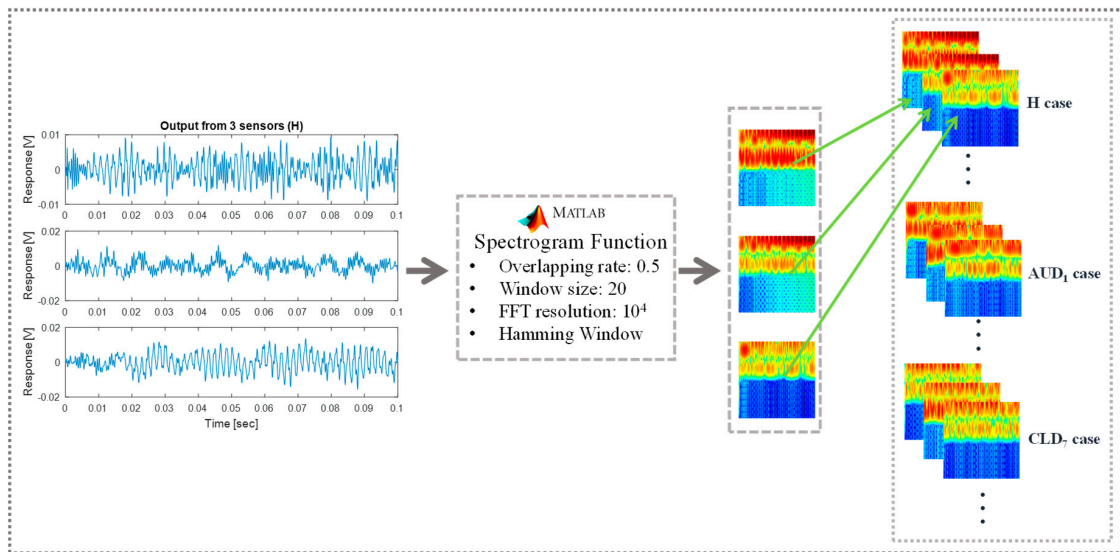 Output from 3 sensors (H)
Response [V]
0.01
0
-0.01
0 0.01 0.02 0.03 0.04 0.05 0.06 0.07 0.08 0.09 0.1
Response [V]
0.02
0
-0.02
0 0.01 0.02 0.03 0.04 0.05 0.06 0.07 0.08 0.09 0.1
Response [V]
0.02
0
-0.02
0 0.01 0.02 0.03 0.04 0.05 0.06 0.07 0.08 0.09 0.1
Time [sec]
MATLAB
Spectrogram Function
• Overlapping rate: 0.5
• Window size: 20
• FFT resolution: 10⁴
• Hamming Window
H case
AUD₁ case
CLD₇ case